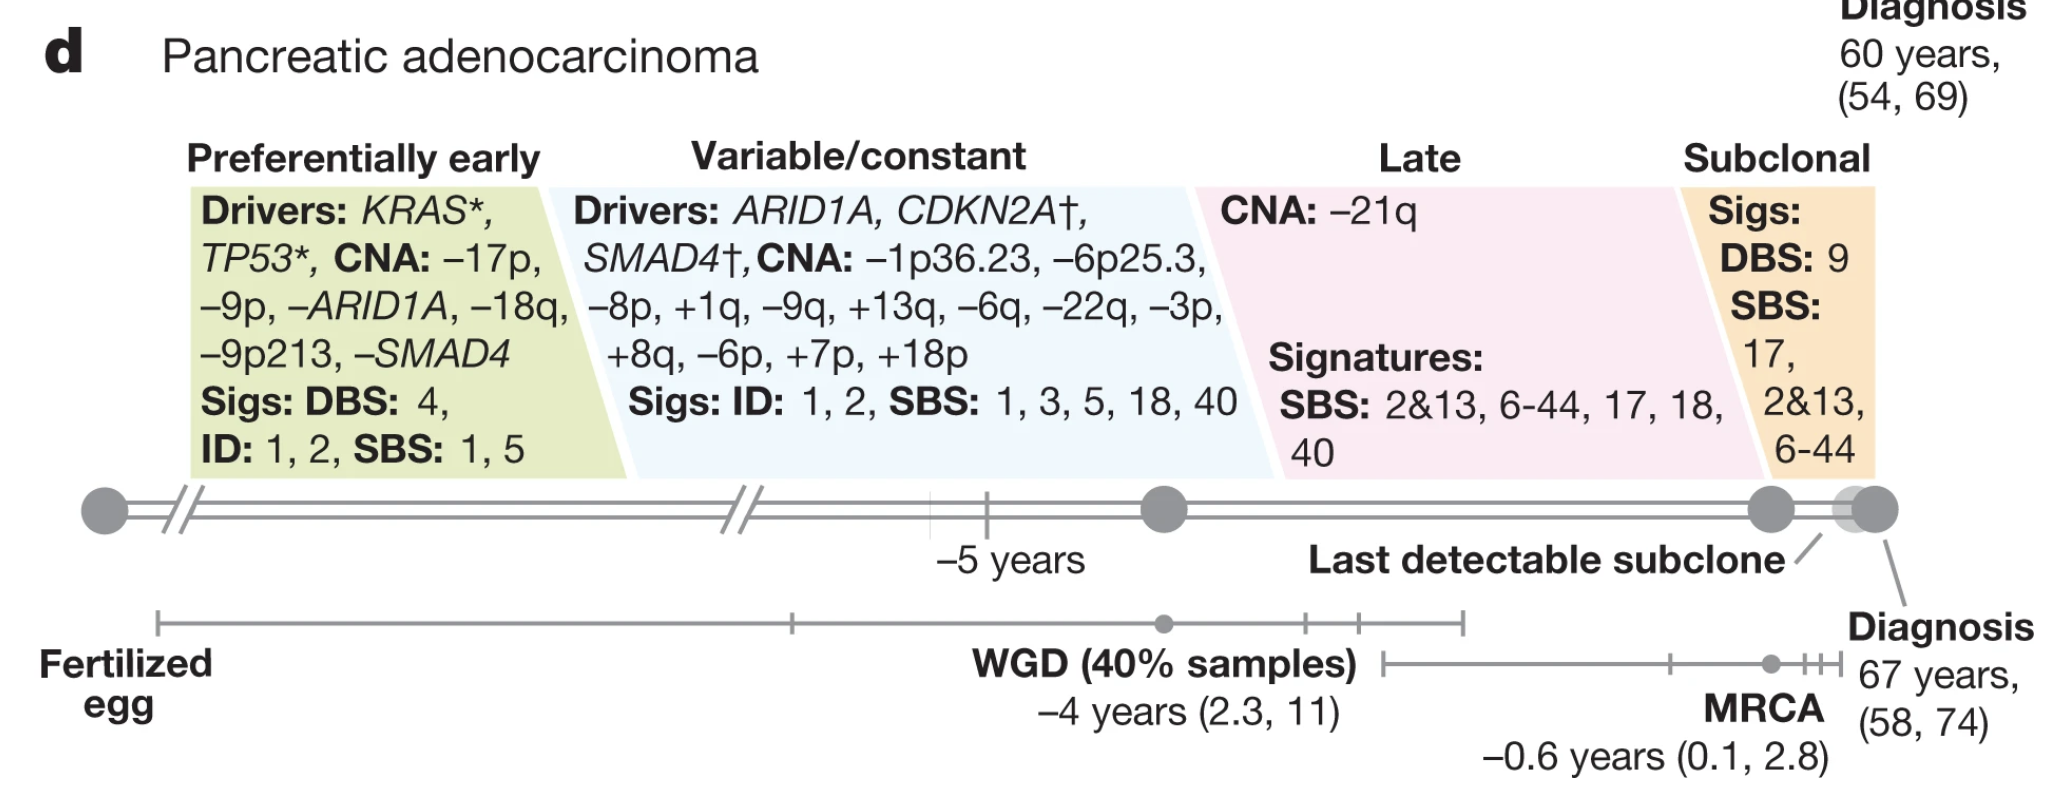 d Pancreatic adenocarcinoma
Diagnosis
60 years,
(54, 69)
Preferentially early
Drivers: KRAS*,
TP53*, CNA: –17p,
–9p, –ARID1A, –18q,
–9p213, –SMAD4
Sigs: DBS: 4,
ID: 1, 2, SBS: 1, 5
Variable/constant
Drivers: ARID1A, CDKN2A†,
SMAD4†, CNA: –1p36.23, –6p25.3,
–8p, +1q, –9q, +13q, –6q, –22q, –3p,
+8q, –6p, +7p, +18p
Sigs: ID: 1, 2, SBS: 1, 3, 5, 18, 40
Late
CNA: –21q
Signatures:
SBS: 2&13, 6-44, 17, 18,
40
Subclonal
Sigs:
DBS: 9
SBS:
17,
2&13,
6-44
–5 years
Last detectable subclone
Fertilized
egg
WGD (40% samples)
–4 years (2.3, 11)
MRCA
–0.6 years (0.1, 2.8)
Diagnosis
67 years,
(58, 74)